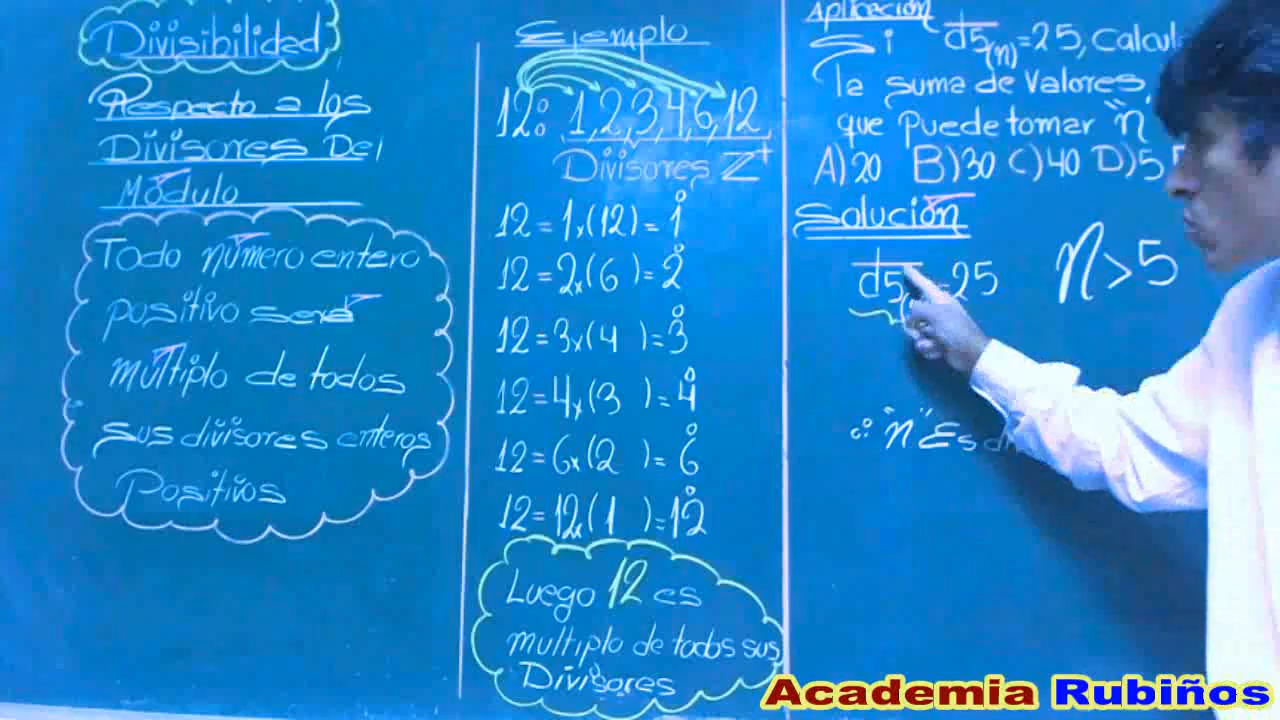 Divisibilidad
Respecto a los
Divisores Del
Módulo
Todo número entero
positivo será
múltiplo de todos
sus divisores enteros
Positivos
Ejemplo
12: 1,2,3,4,6,12
Divisores Z⁺
12=1x(12)=1̊
12=2x(6)=2̊
12=3x(4)=3̊
12=4x(3)=4̊
12=6x(2)=6̊
12=12x(1)=12̊
Luego 12 es
multiplo de todos sus
Divisores
Aplicación
Si d5(n)=25, Calcul
la suma de valores,
que puede tomar "n"
A)20 B)30 C)40 D)55
Solución
d5 =25 n>5
∴ "n" Es di
Academia Rubiños